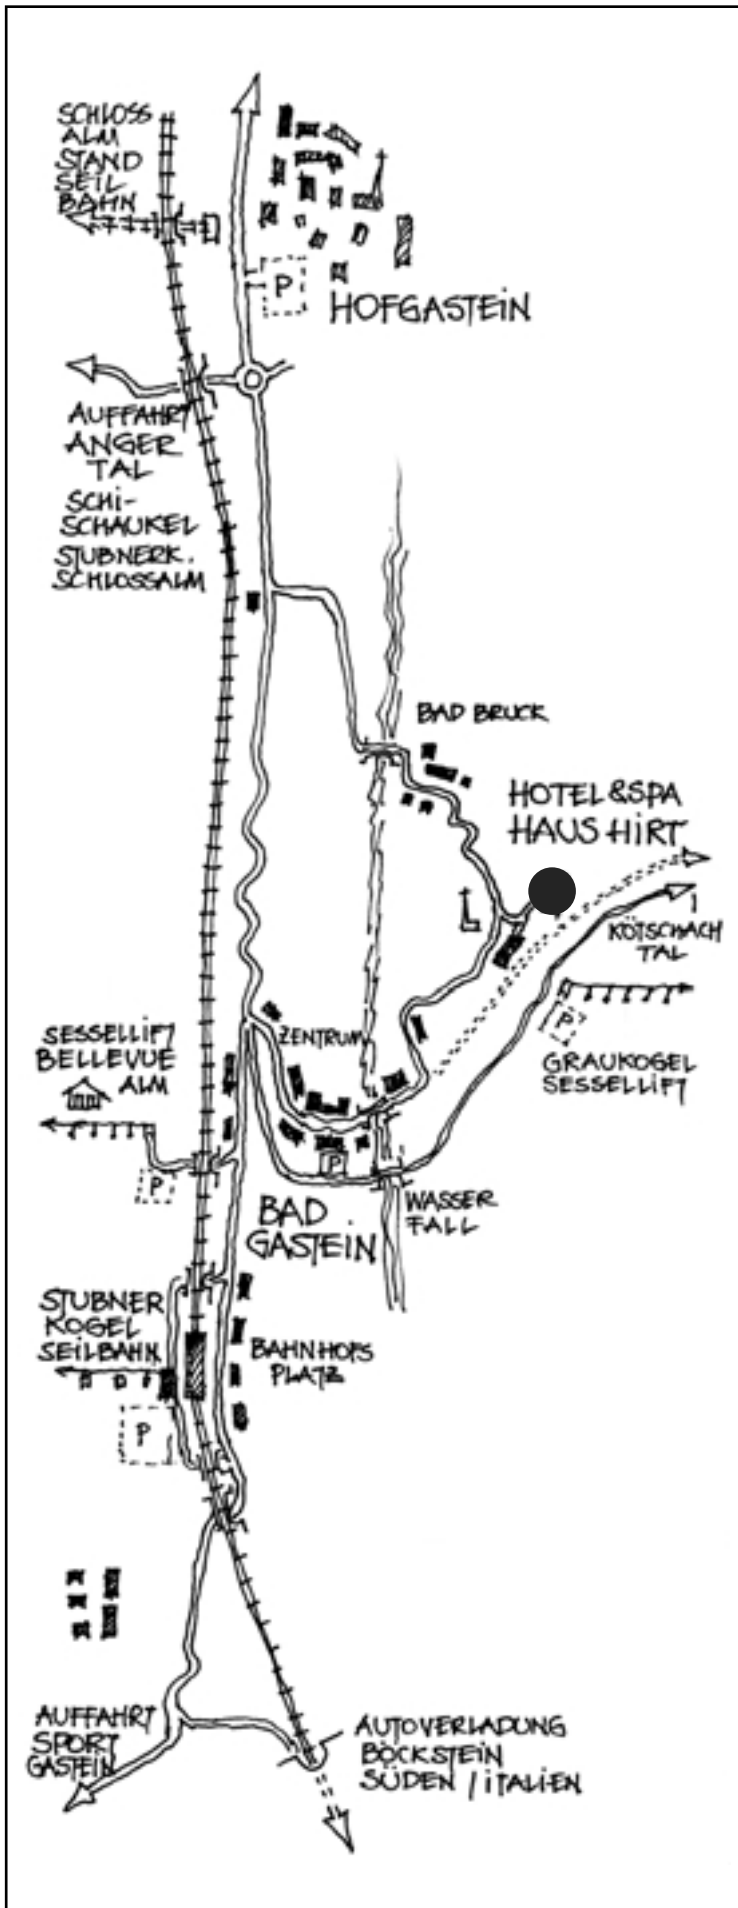 SCHLOSS
ALM
STAND
SEIL
BAHN
P
HOFGASTEIN
AUFFAHRT
ANGER
TAL
SCHI-
SCHAUKEL
STUBNERK.
SCHLOSSALM
BAD BRUCK
HOTEL & SPA
HAUS HIRT
KÖTSCHACH
TAL
P
GRAUKOGEL
SESSELLIFT
ZENTRUM
SESSELLIFT
BELLEVUE
ALM
P
P
WASSER
FALL
BAD
GASTEIN
STUBNER
KOGEL
SEILBAHN
BAHNHOFS
PLATZ
P
AUFFAHRT
SPORT
GASTEIN
AUTOVERLADUNG
BÖCKSTEIN
SÜDEN / ITALIEN